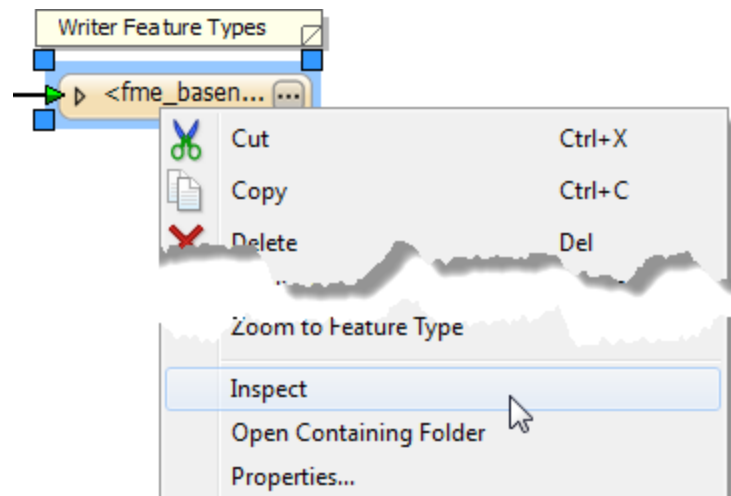 Writer Feature Types
<fme_basen... ...
Cut Ctrl+X
Copy Ctrl+C
Delete Del
Zoom to Feature Type
Inspect
Open Containing Folder
Properties...